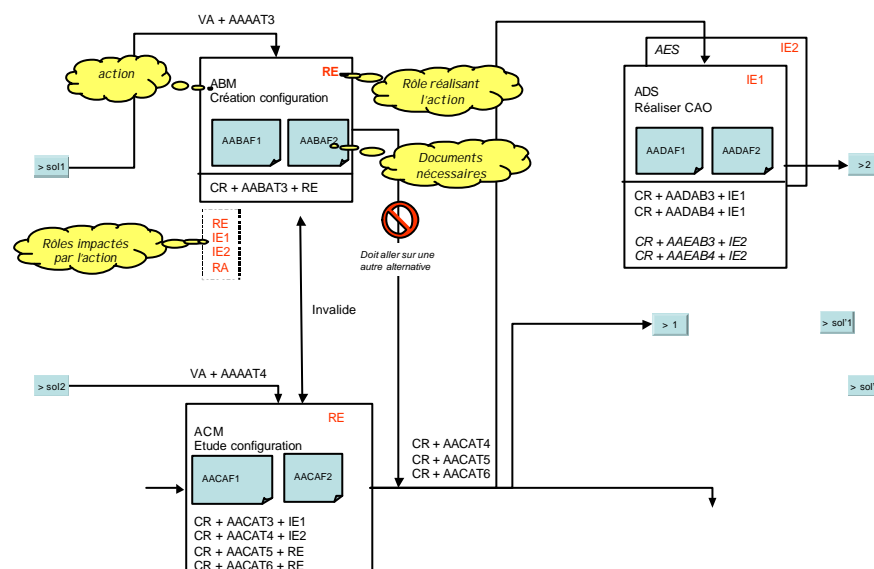 VA + AAAAT3
action
RE
ABM
Création configuration
AABAF1
AABAF2
CR + AABAT3 + RE
Rôle réalisant
l'action
Documents
nécessaires
> sol1
Rôles impactés
par l'action
RE
IE1
IE2
RA
Doit aller sur une
autre alternative
Invalide
AES
IE2
IE1
ADS
Réaliser CAO
AADAF1
AADAF2
CR + AADAB3 + IE1
CR + AADAB4 + IE1
CR + AAEAB3 + IE2
CR + AAEAB4 + IE2
>2
> 1
> sol'1
> sol2
VA + AAAAT4
> sol'
RE
ACM
Etude configuration
AACAF1
AACAF2
CR + AACAT3 + IE1
CR + AACAT4 + IE2
CR + AACAT5 + RE
CR + AACAT6 + RE
CR + AACAT4
CR + AACAT5
CR + AACAT6